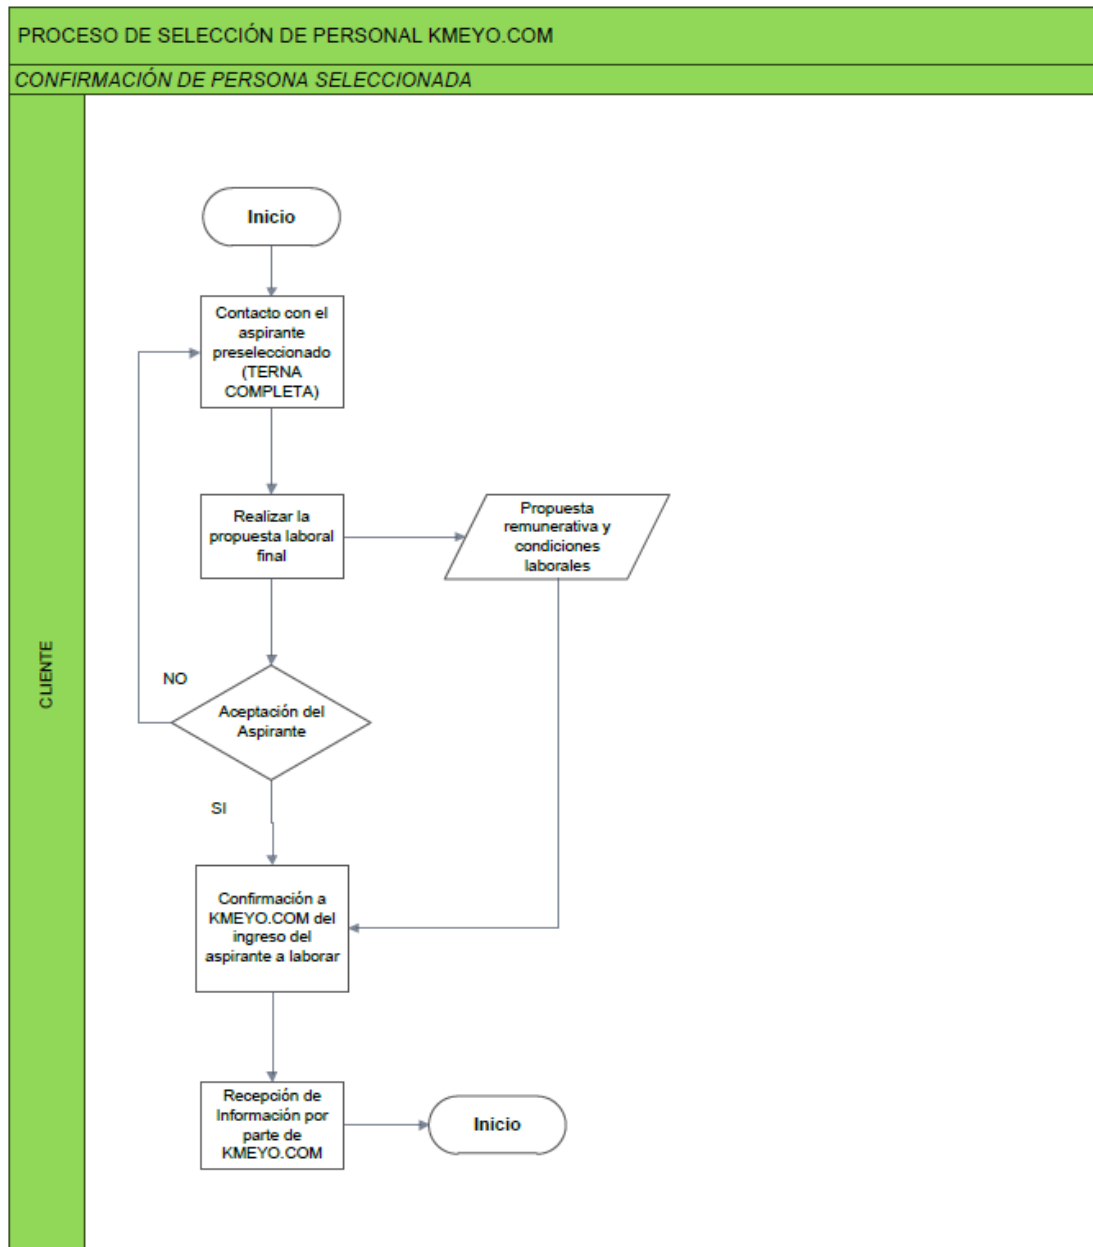 PROCESO DE SELECCIÓN DE PERSONAL KMEYO.COM
CONFIRMACIÓN DE PERSONA SELECCIONADA
CLIENTE
Inicio
Contacto con el
aspirante
preseleccionado
(TERNA
COMPLETA)
Realizar la
propuesta laboral
final
Propuesta
remunerativa y
condiciones
laborales
NO
Aceptación del
Aspirante
SI
Confirmación a
KMEYO.COM del
ingreso del
aspirante a laborar
Recepción de
Información por
parte de
KMEYO.COM
Inicio